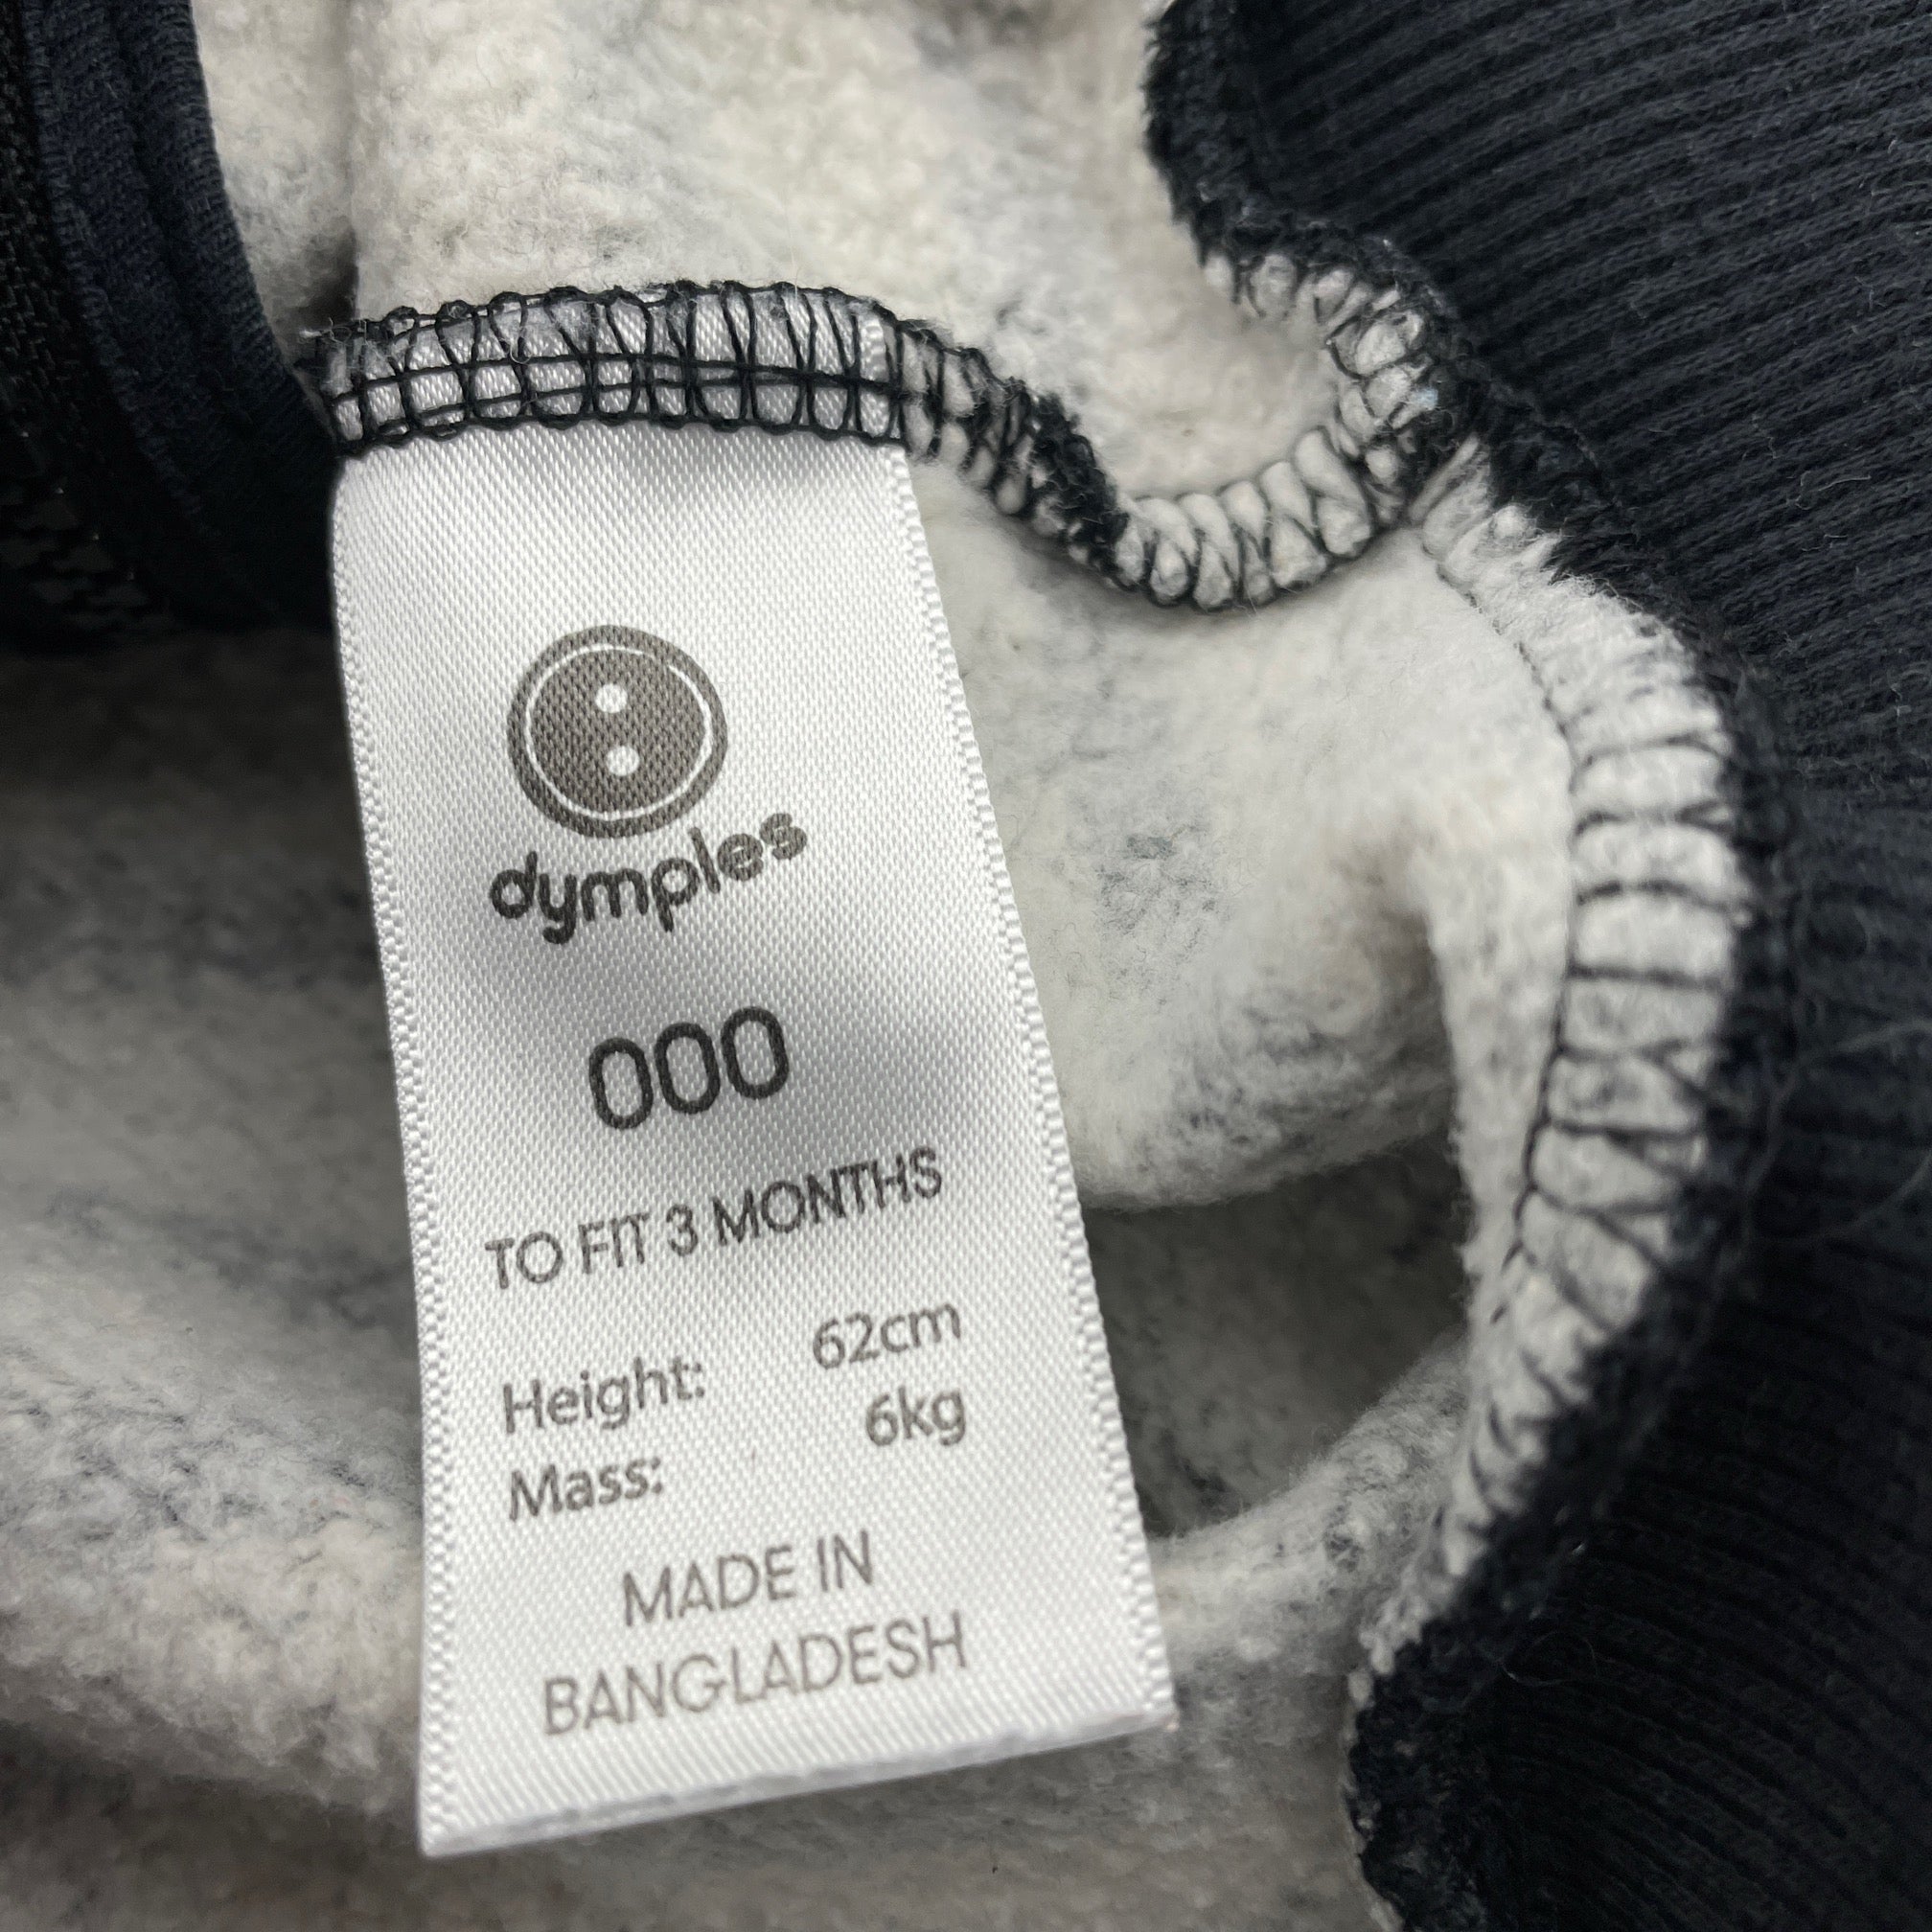 dymples
000
TO FIT 3 MONTHS
Height: 62cm
Mass: 6kg
MADE IN
BANGLADESH